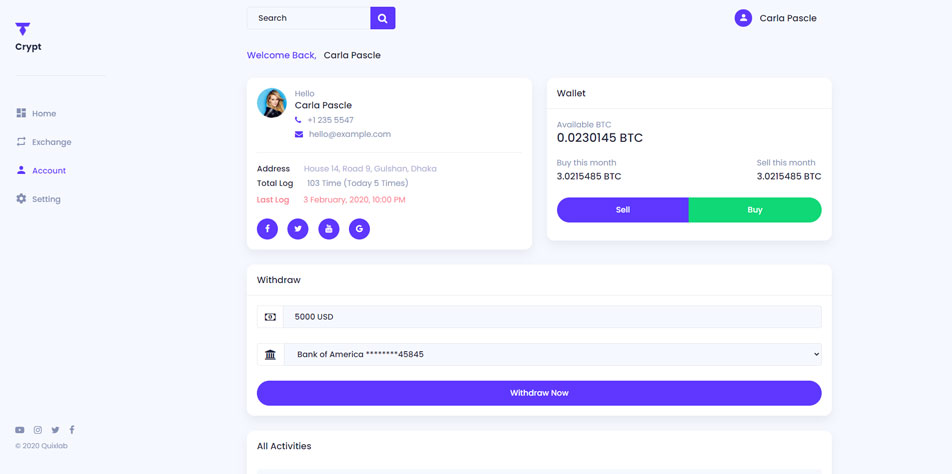 Search
Carla Pascle
Crypt
Welcome Back, Carla Pascle
Home
Exchange
Account
Setting
Hello
Carla Pascle
+1 235 5547
hello@example.com
Address House 14, Road 9, Gulshan, Dhaka
Total Log 103 Time (Today 5 Times)
Last Log 3 February, 2020, 10:00 PM
Wallet
Available BTC
0.0230145 BTC
Buy this month Sell this month
3.0215485 BTC 3.0215485 BTC
Sell Buy
Withdraw
5000 USD
Bank of America ********45845
Withdraw Now
All Activities
© 2020 Quixlab